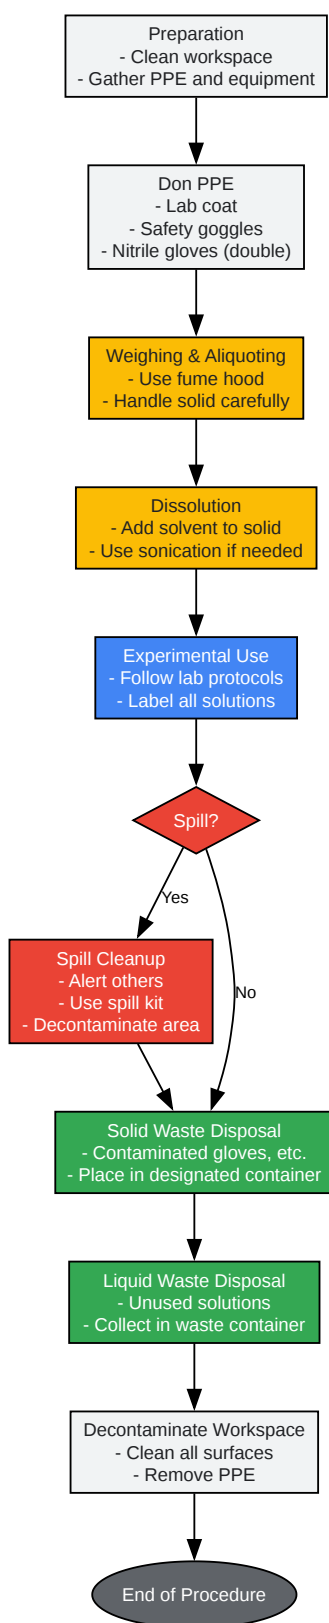 Preparation
- Clean workspace
- Gather PPE and equipment
Don PPE
- Lab coat
- Safety goggles
- Nitrile gloves (double)
Weighing & Aliquoting
- Use fume hood
- Handle solid carefully
Dissolution
- Add solvent to solid
- Use sonication if needed
Experimental Use
- Follow lab protocols
- Label all solutions
Spill?
Yes
Spill Cleanup
- Alert others
- Use spill kit
- Decontaminate area
No
Solid Waste Disposal
- Contaminated gloves, etc.
- Place in designated container
Liquid Waste Disposal
- Unused solutions
- Collect in waste container
Decontaminate Workspace
- Clean all surfaces
- Remove PPE
End of Procedure